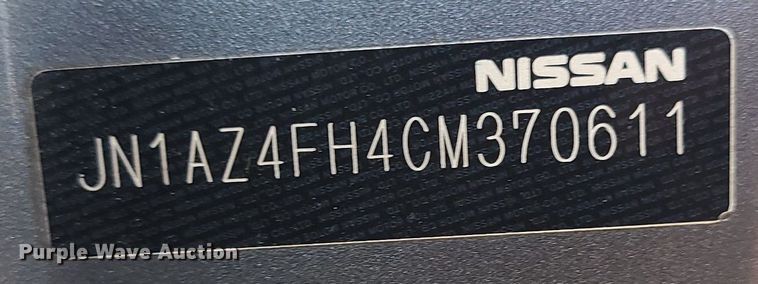 NISSAN
JN1AZ4FH4CM370611
Purple Wave Auction